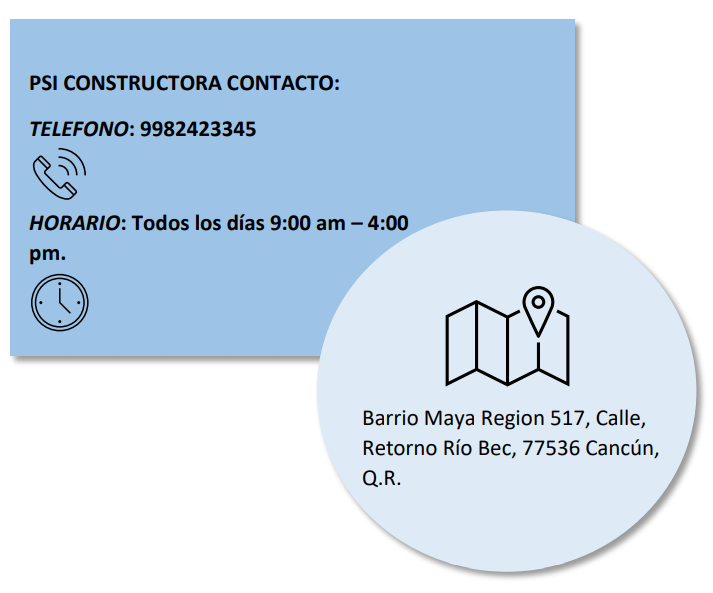 PSI CONSTRUCTORA CONTACTO:
TELEFONO: 9982423345
HORARIO: Todos los días 9:00 am – 4:00
pm.
Barrio Maya Region 517, Calle,
Retorno Río Bec, 77536 Cancún,
Q.R.